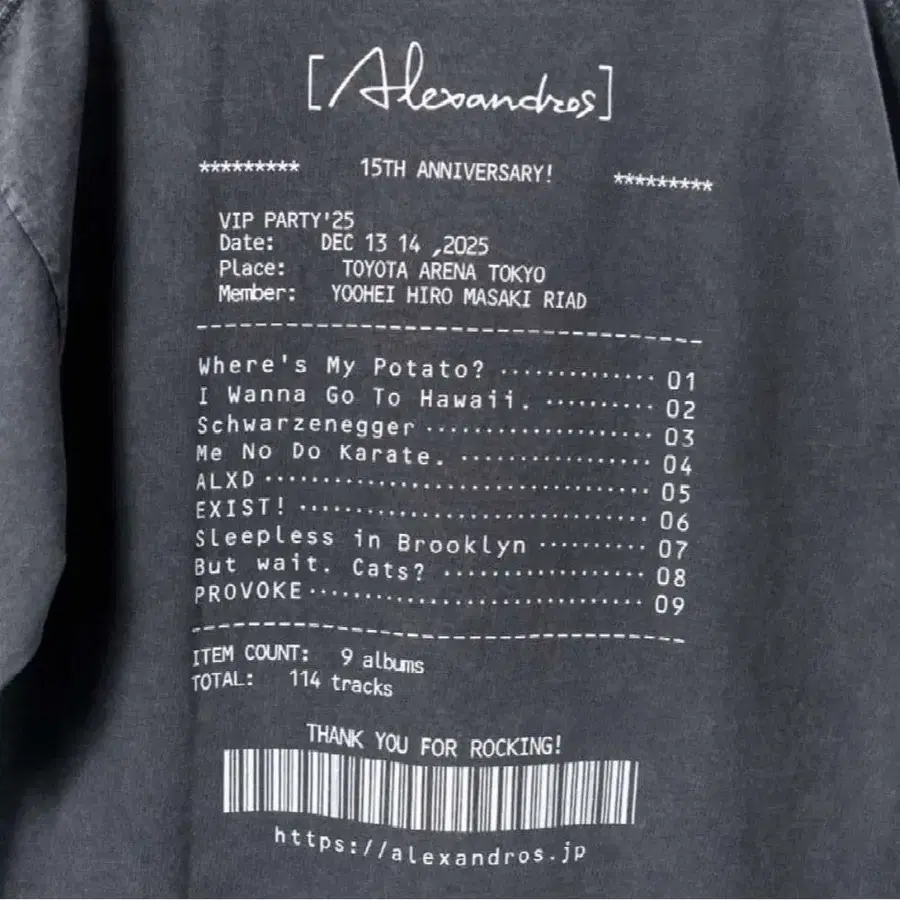 [Alexandros]
********* 15TH ANNIVERSARY! *********
VIP PARTY'25
Date: DEC 13 14 ,2025
Place: TOYOTA ARENA TOKYO
Member: YOOHEI HIRO MASAKI RIAD
Where's My Potato? ·············· 01
I Wanna Go To Hawaii. ·········· 02
Schwarzenegger ···················· 03
Me No Do Karate. ················· 04
ALXD ··································· 05
EXIST! ································ 06
Sleepless in Brooklyn ·········· 07
But wait. Cats? ··················· 08
PROVOKE ······························ 09
ITEM COUNT: 9 albums
TOTAL: 114 tracks
THANK YOU FOR ROCKING!
https://alexandros.jp